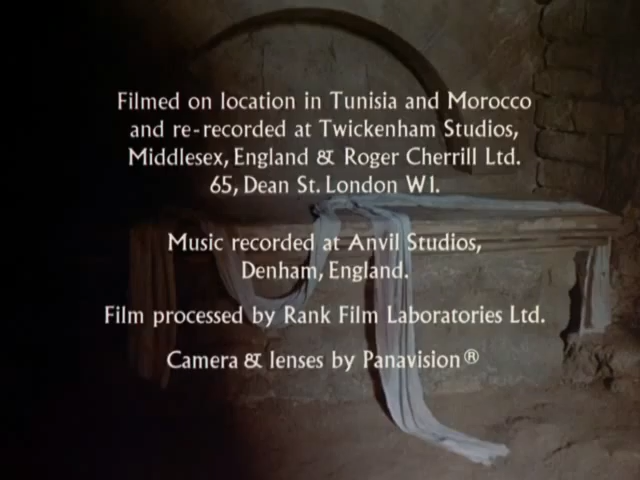 Filmed on location in Tunisia and Morocco
and re-recorded at Twickenham Studios,
Middlesex, England & Roger Cherrill Ltd.
65, Dean St. London W1.
Music recorded at Anvil Studios,
Denham, England.
Film processed by Rank Film Laboratories Ltd.
Camera & lenses by Panavision®